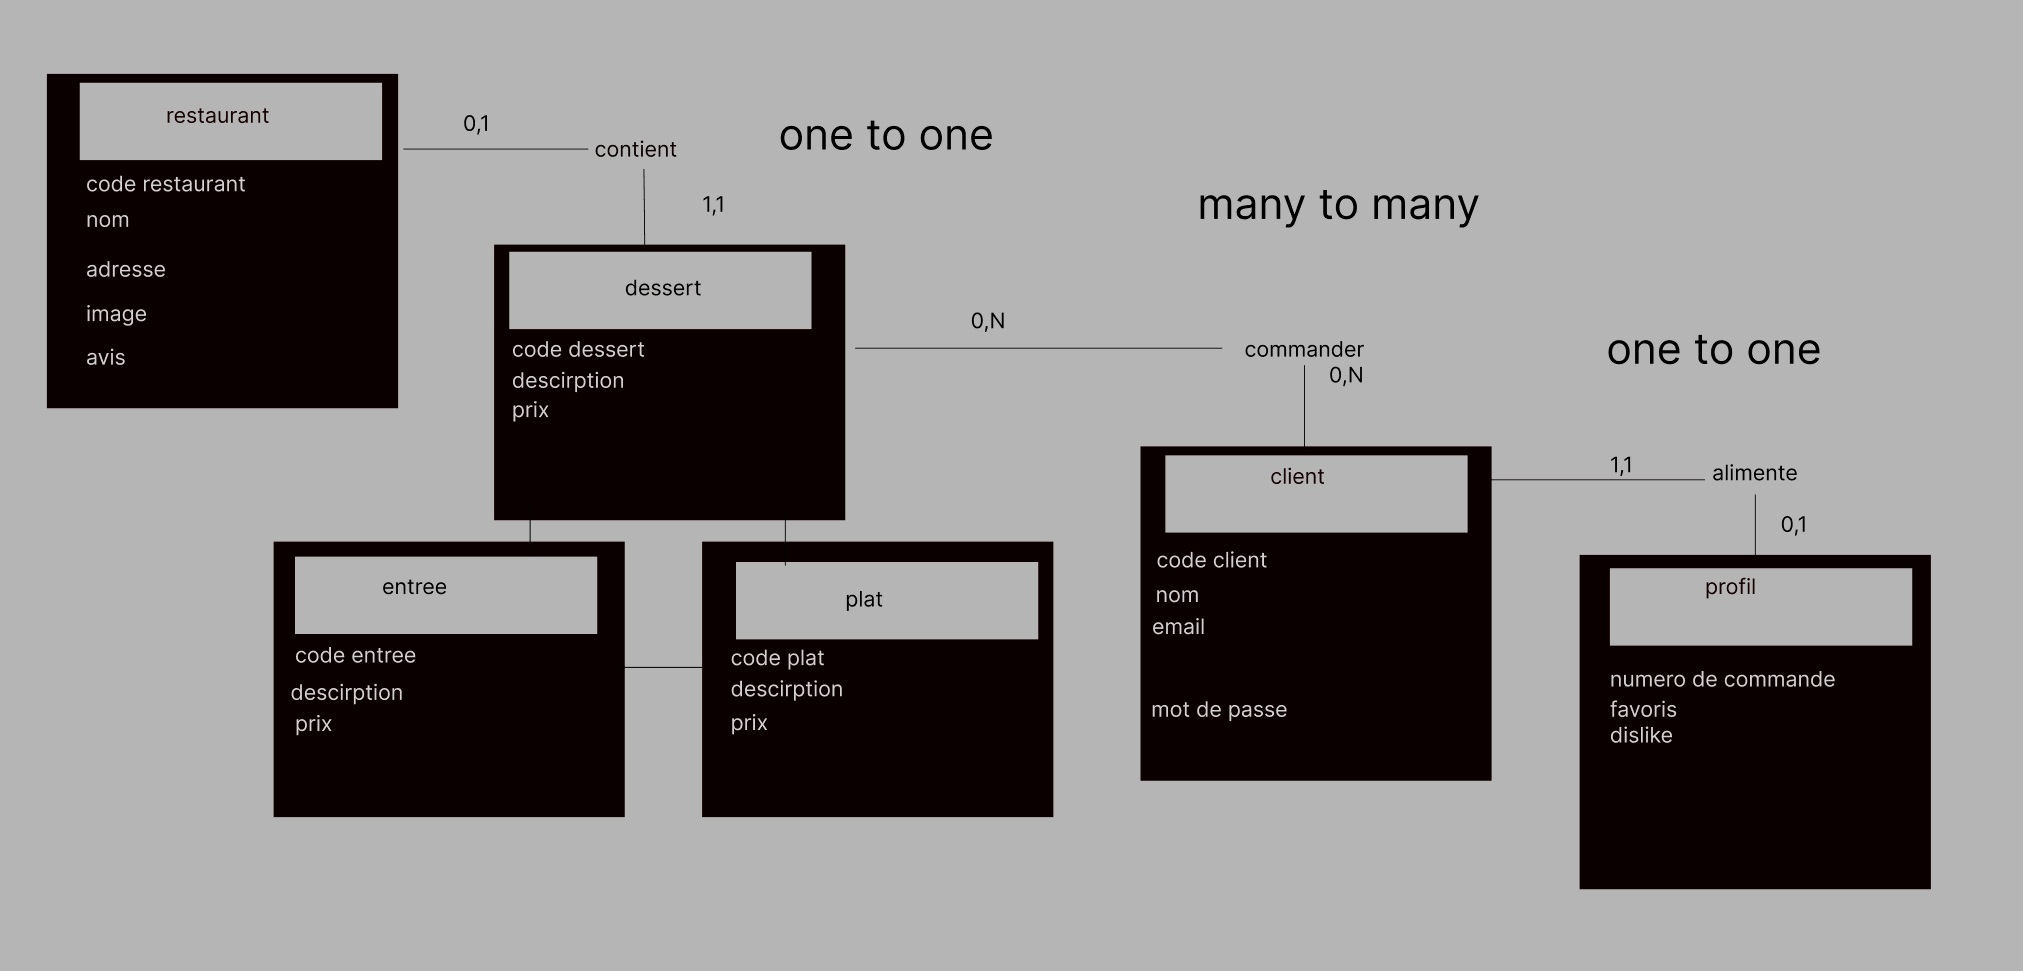 restaurant
code restaurant
nom
adresse
image
avis
0,1
contient
1,1
one to one
dessert
code dessert
descirption
prix
entree
code entree
descirption
prix
plat
code plat
descirption
prix
many to many
0,N
commander
0,N
client
code client
nom
email
mot de passe
one to one
1,1
alimente
0,1
profil
numero de commande
favoris
dislike